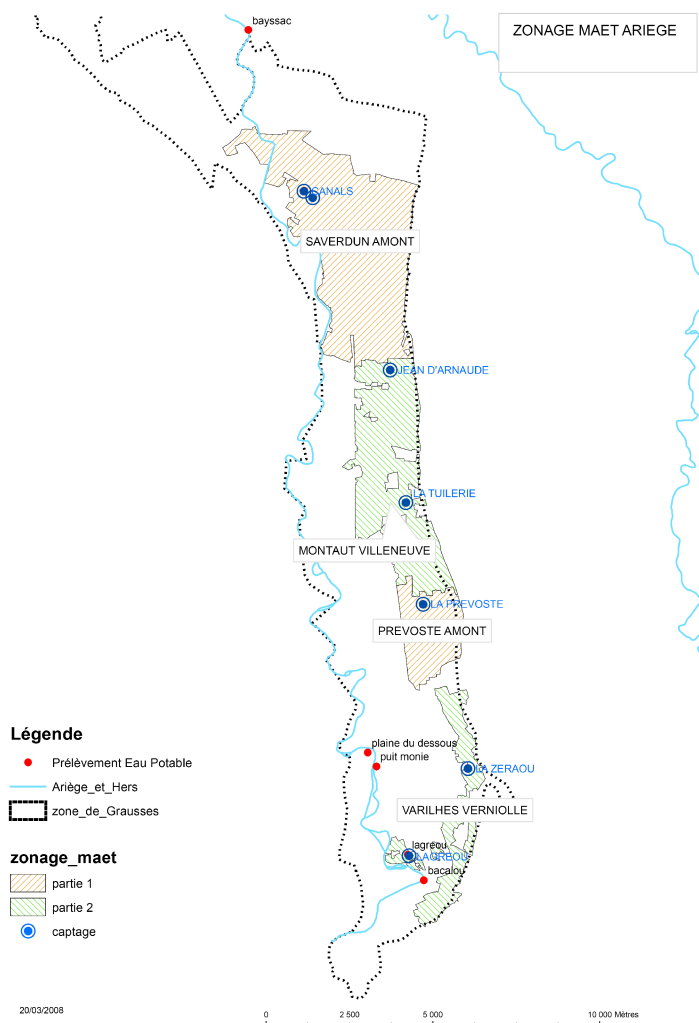 bayssac
ZONAGE MAET ARIEGE
SANALS
SAVERDUN AMONT
JEAN D'ARNAUDE
LA TUILERIE
MONTAUT VILLENEUVE
LA PREVOSTE
PREVOSTE AMONT
plaine du dessous
puit monie
LA ZERAOU
VARILHES VERNIOLLE
lagréou
LAGREOU
bacalou
Légende
Prélèvement Eau Potable
Ariège_et_Hers
zone_de_Grausses
zonage_maet
partie 1
partie 2
captage
20/03/2008
0 2 500 5 000 10 000 Mètres